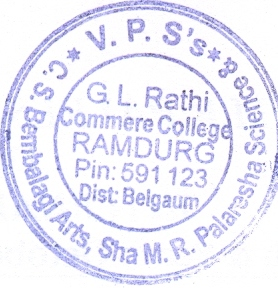 V. P. S's
C. S. Bembalagi Arts, Sha M. R. Palaresha Science &
G. L. Rathi
Commere College
RAMDURG
Pin: 591 123
Dist: Belgaum